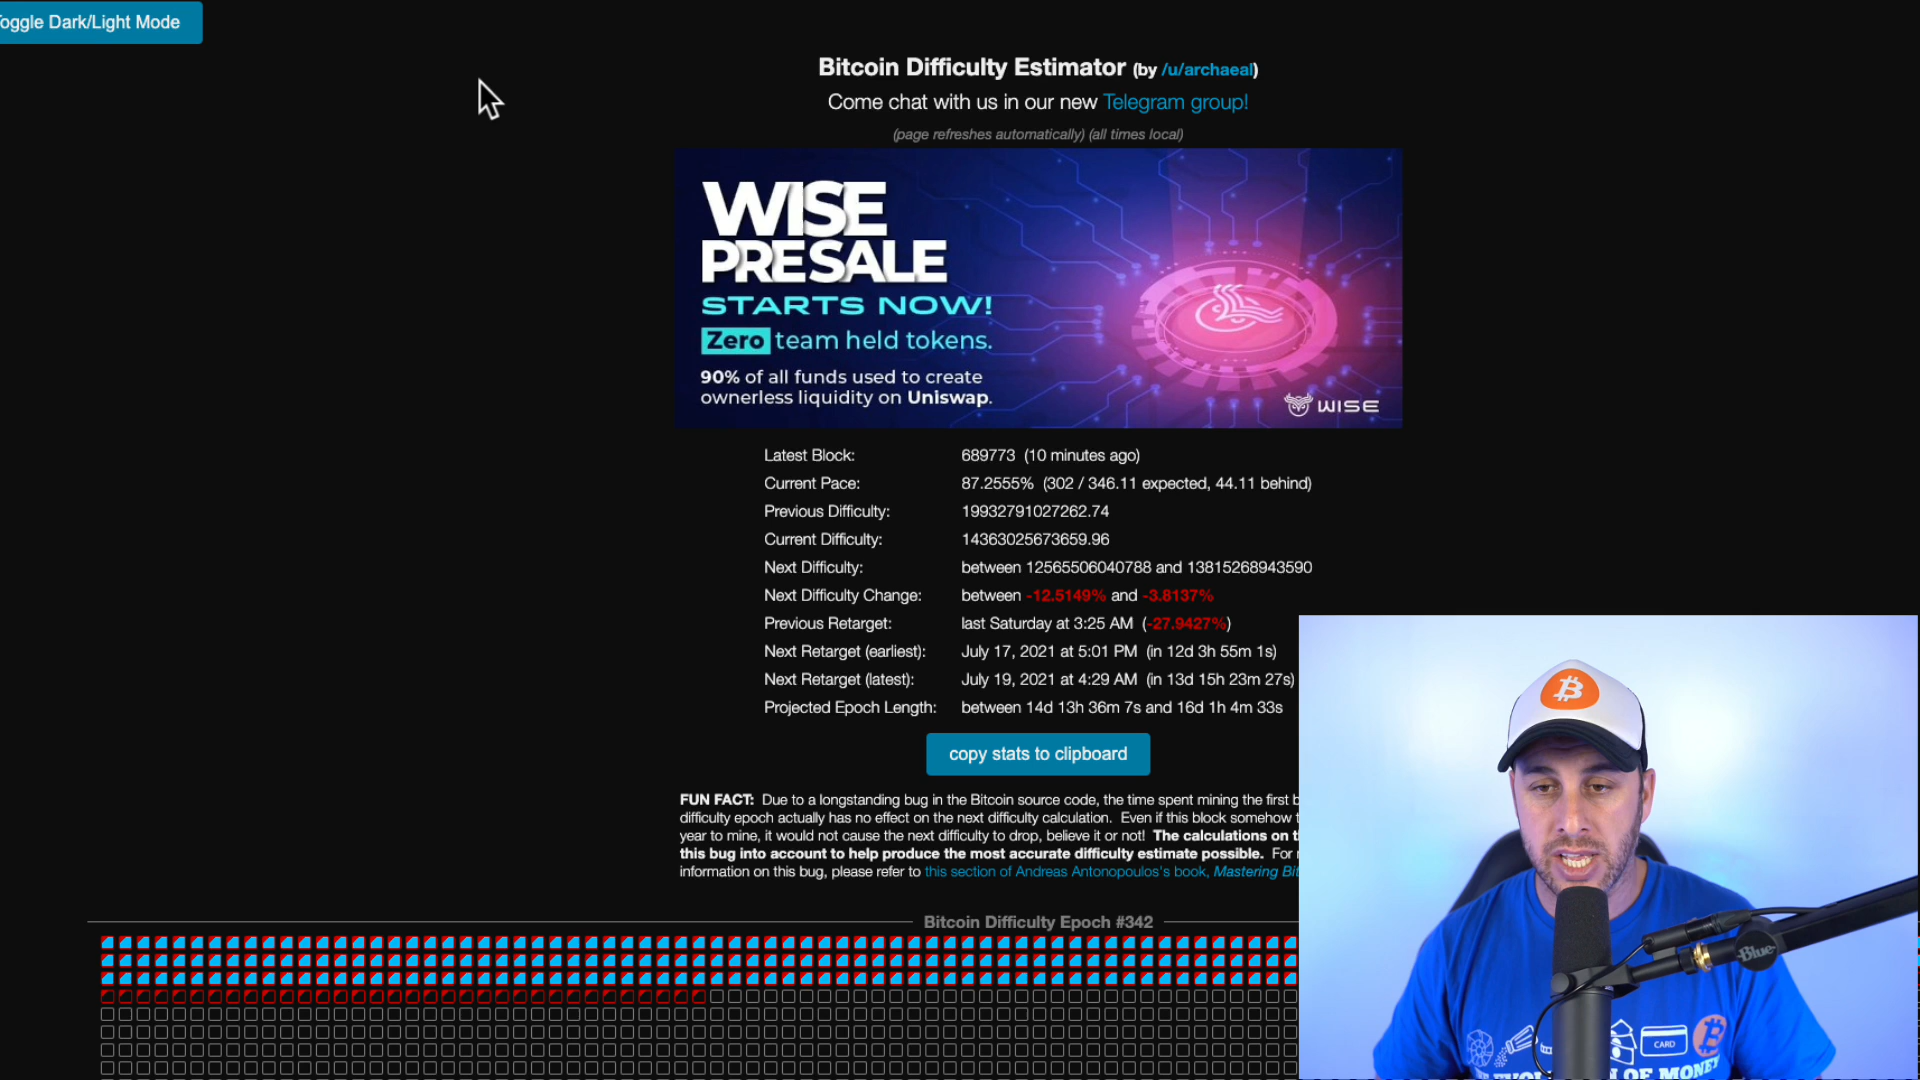 Toggle Dark/Light Mode
Bitcoin Difficulty Estimator (by /u/archaeal)
Come chat with us in our new Telegram group!
(page refreshes automatically) (all times local)
WISE
PRESALE
STARTS NOW!
Zero team held tokens.
90% of all funds used to create
ownerless liquidity on Uniswap.
WISE
Latest Block: 689773 (10 minutes ago)
Current Pace: 87.2555% (302 / 346.11 expected, 44.11 behind)
Previous Difficulty: 19932791027262.74
Current Difficulty: 14363025673659.96
Next Difficulty: between 12565506040788 and 13815268943590
Next Difficulty Change: between -12.5149% and -3.8137%
Previous Retarget: last Saturday at 3:25 AM (-27.9427%)
Next Retarget (earliest): July 17, 2021 at 5:01 PM (in 12d 3h 55m 1s)
Next Retarget (latest): July 19, 2021 at 4:29 AM (in 13d 15h 23m 27s)
Projected Epoch Length: between 14d 13h 36m 7s and 16d 1h 4m 33s
copy stats to clipboard
FUN FACT: Due to a longstanding bug in the Bitcoin source code, the time spent mining the first
difficulty epoch actually has no effect on the next difficulty calculation. Even if this block somehow
year to mine, it would not cause the next difficulty to drop, believe it or not! The calculations on
this bug into account to help produce the most accurate difficulty estimate possible. For
information on this bug, please refer to this section of Andreas Antonopoulos's book, Mastering
Bitcoin Difficulty Epoch #342
Blue
CARD
OF MONEY